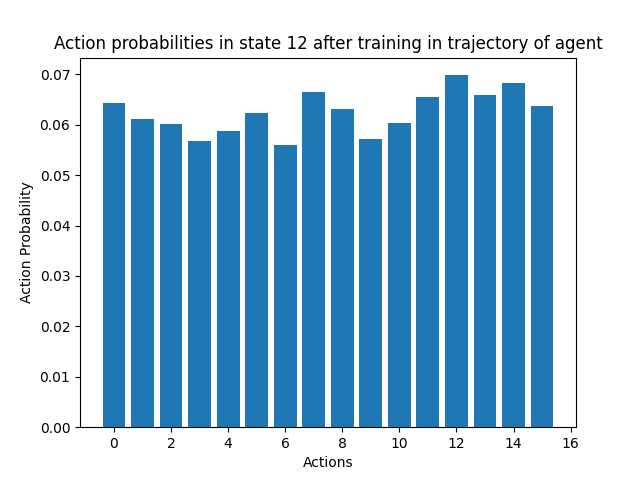 Action probabilities in state 12 after training in trajectory of agent
0.07
0.06
0.05
0.04
0.03
0.02
0.01
0.00
Action Probability
0 2 4 6 8 10 12 14 16
Actions